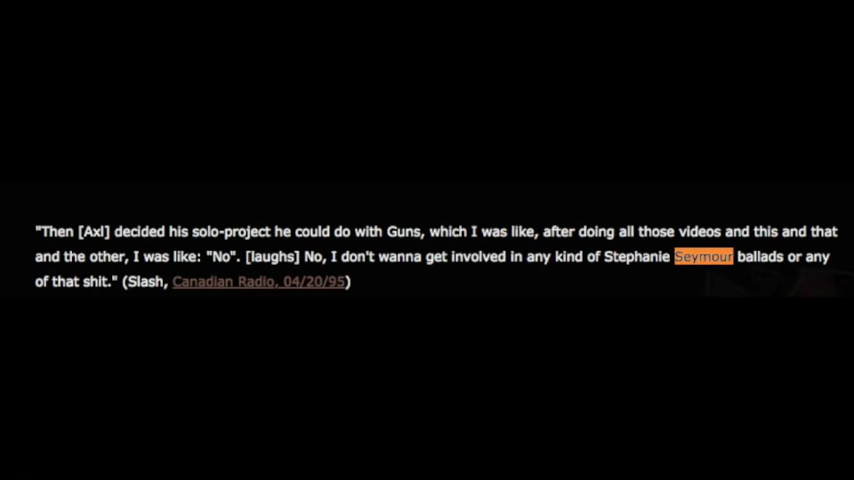 "Then [Axl] decided his solo-project he could do with Guns, which I was like, after doing all those videos and this and that
and the other, I was like: "No". [laughs] No, I don't wanna get involved in any kind of Stephanie Seymour ballads or any
of that shit." (Slash, Canadian Radio, 04/20/95)